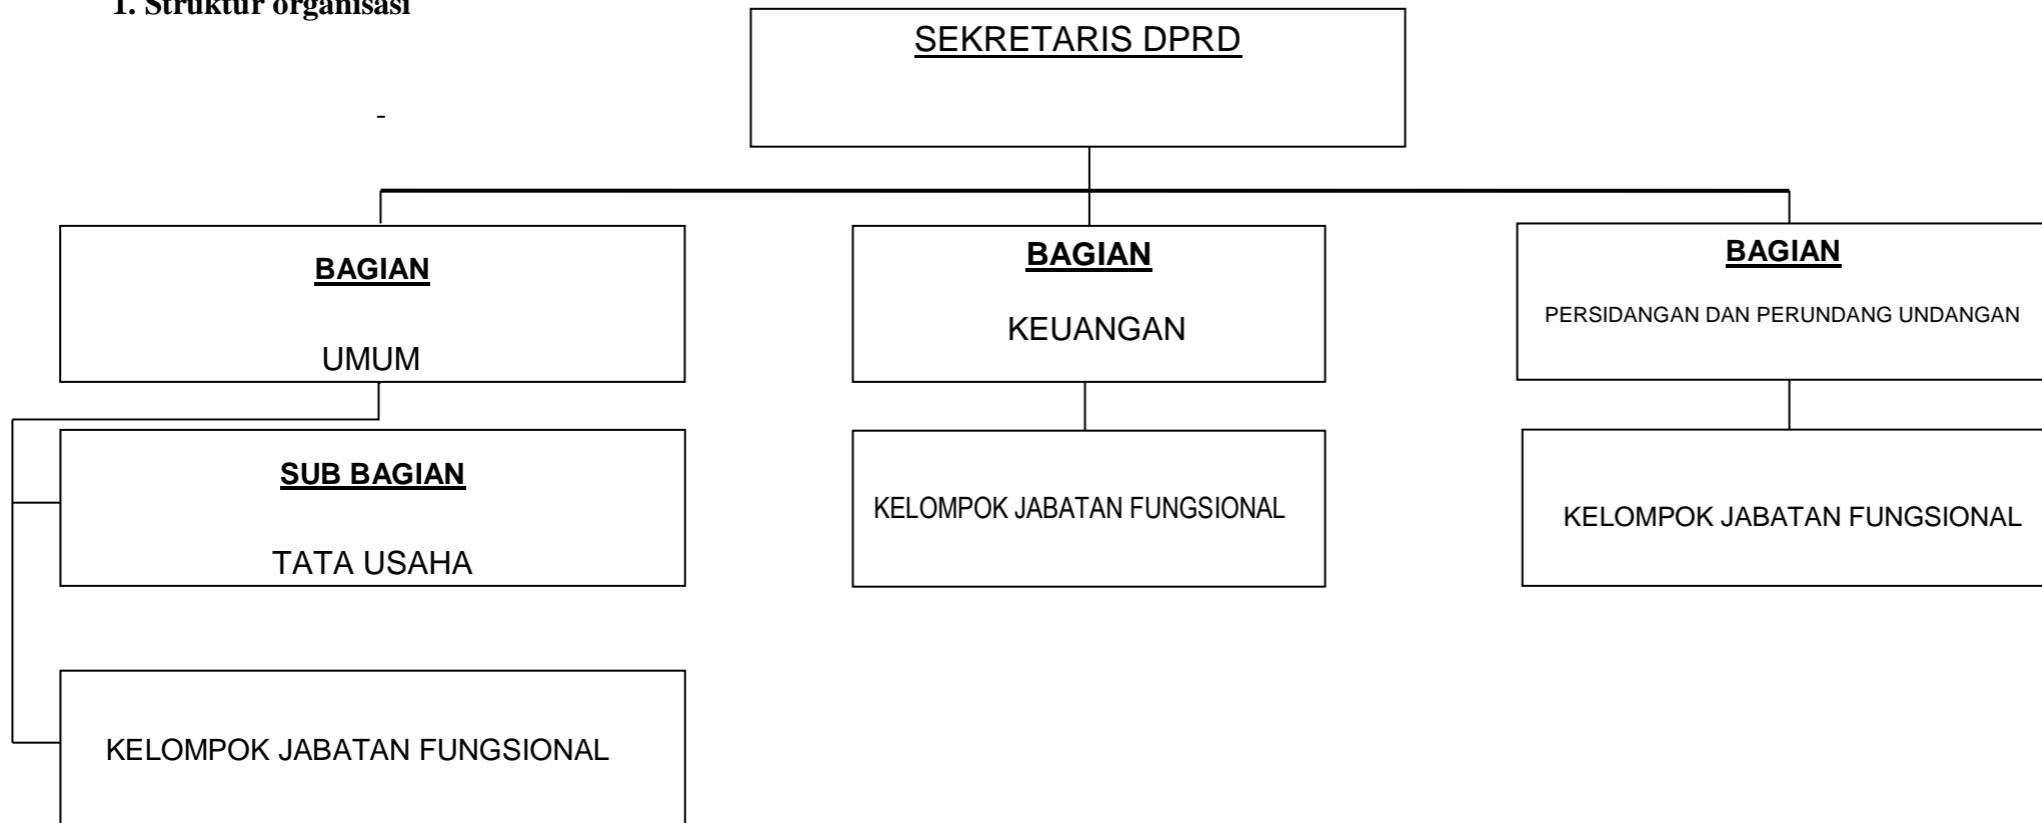 1. Struktur organisasi
SEKRETARIS DPRD
-
BAGIAN
UMUM
BAGIAN
KEUANGAN
BAGIAN
PERSIDANGAN DAN PERUNDANG UNDANGAN
SUB BAGIAN
TATA USAHA
KELOMPOK JABATAN FUNGSIONAL
KELOMPOK JABATAN FUNGSIONAL
KELOMPOK JABATAN FUNGSIONAL